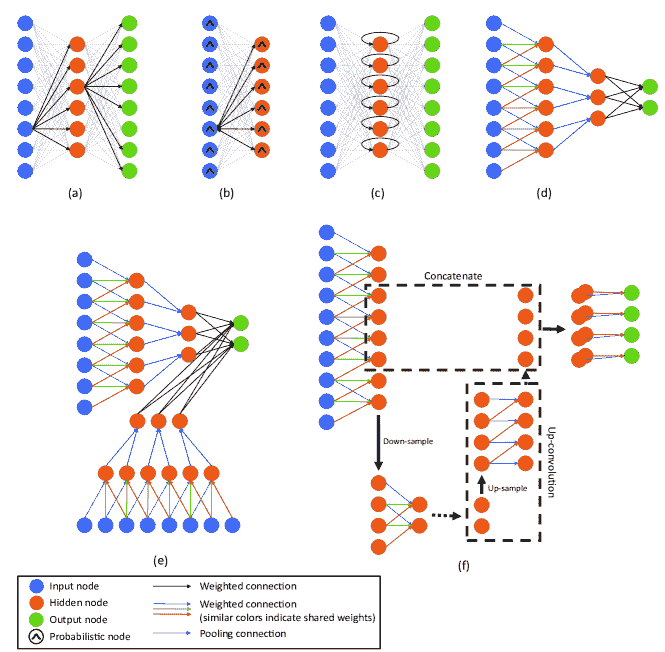 (a)
(b)
(c)
(d)
Concatenate
Down-sample
Up-sample
Up-convolution
(e)
(f)
Input node
Hidden node
Output node
Probabilistic node
Weighted connection
Weighted connection
(similar colors indicate shared weights)
Pooling connection